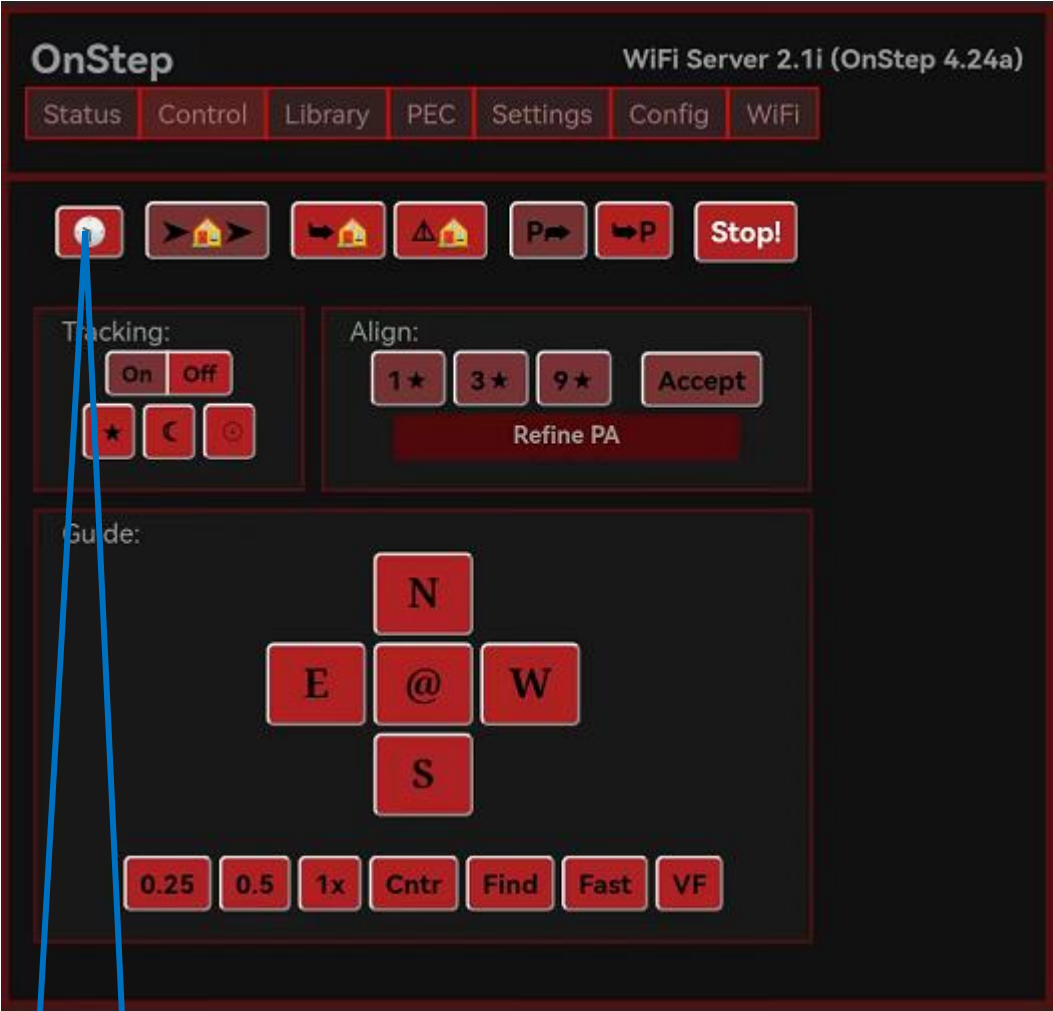 OnStep
WiFi Server 2.1i (OnStep 4.24a)
Status Control Library PEC Settings Config WiFi
P P Stop!
Tracking: Align:
On Off 1★ 3★ 9★ Accept
Refine PA
Guide:
N
E @ W
S
0.25 0.5 1x Cntr Find Fast VF